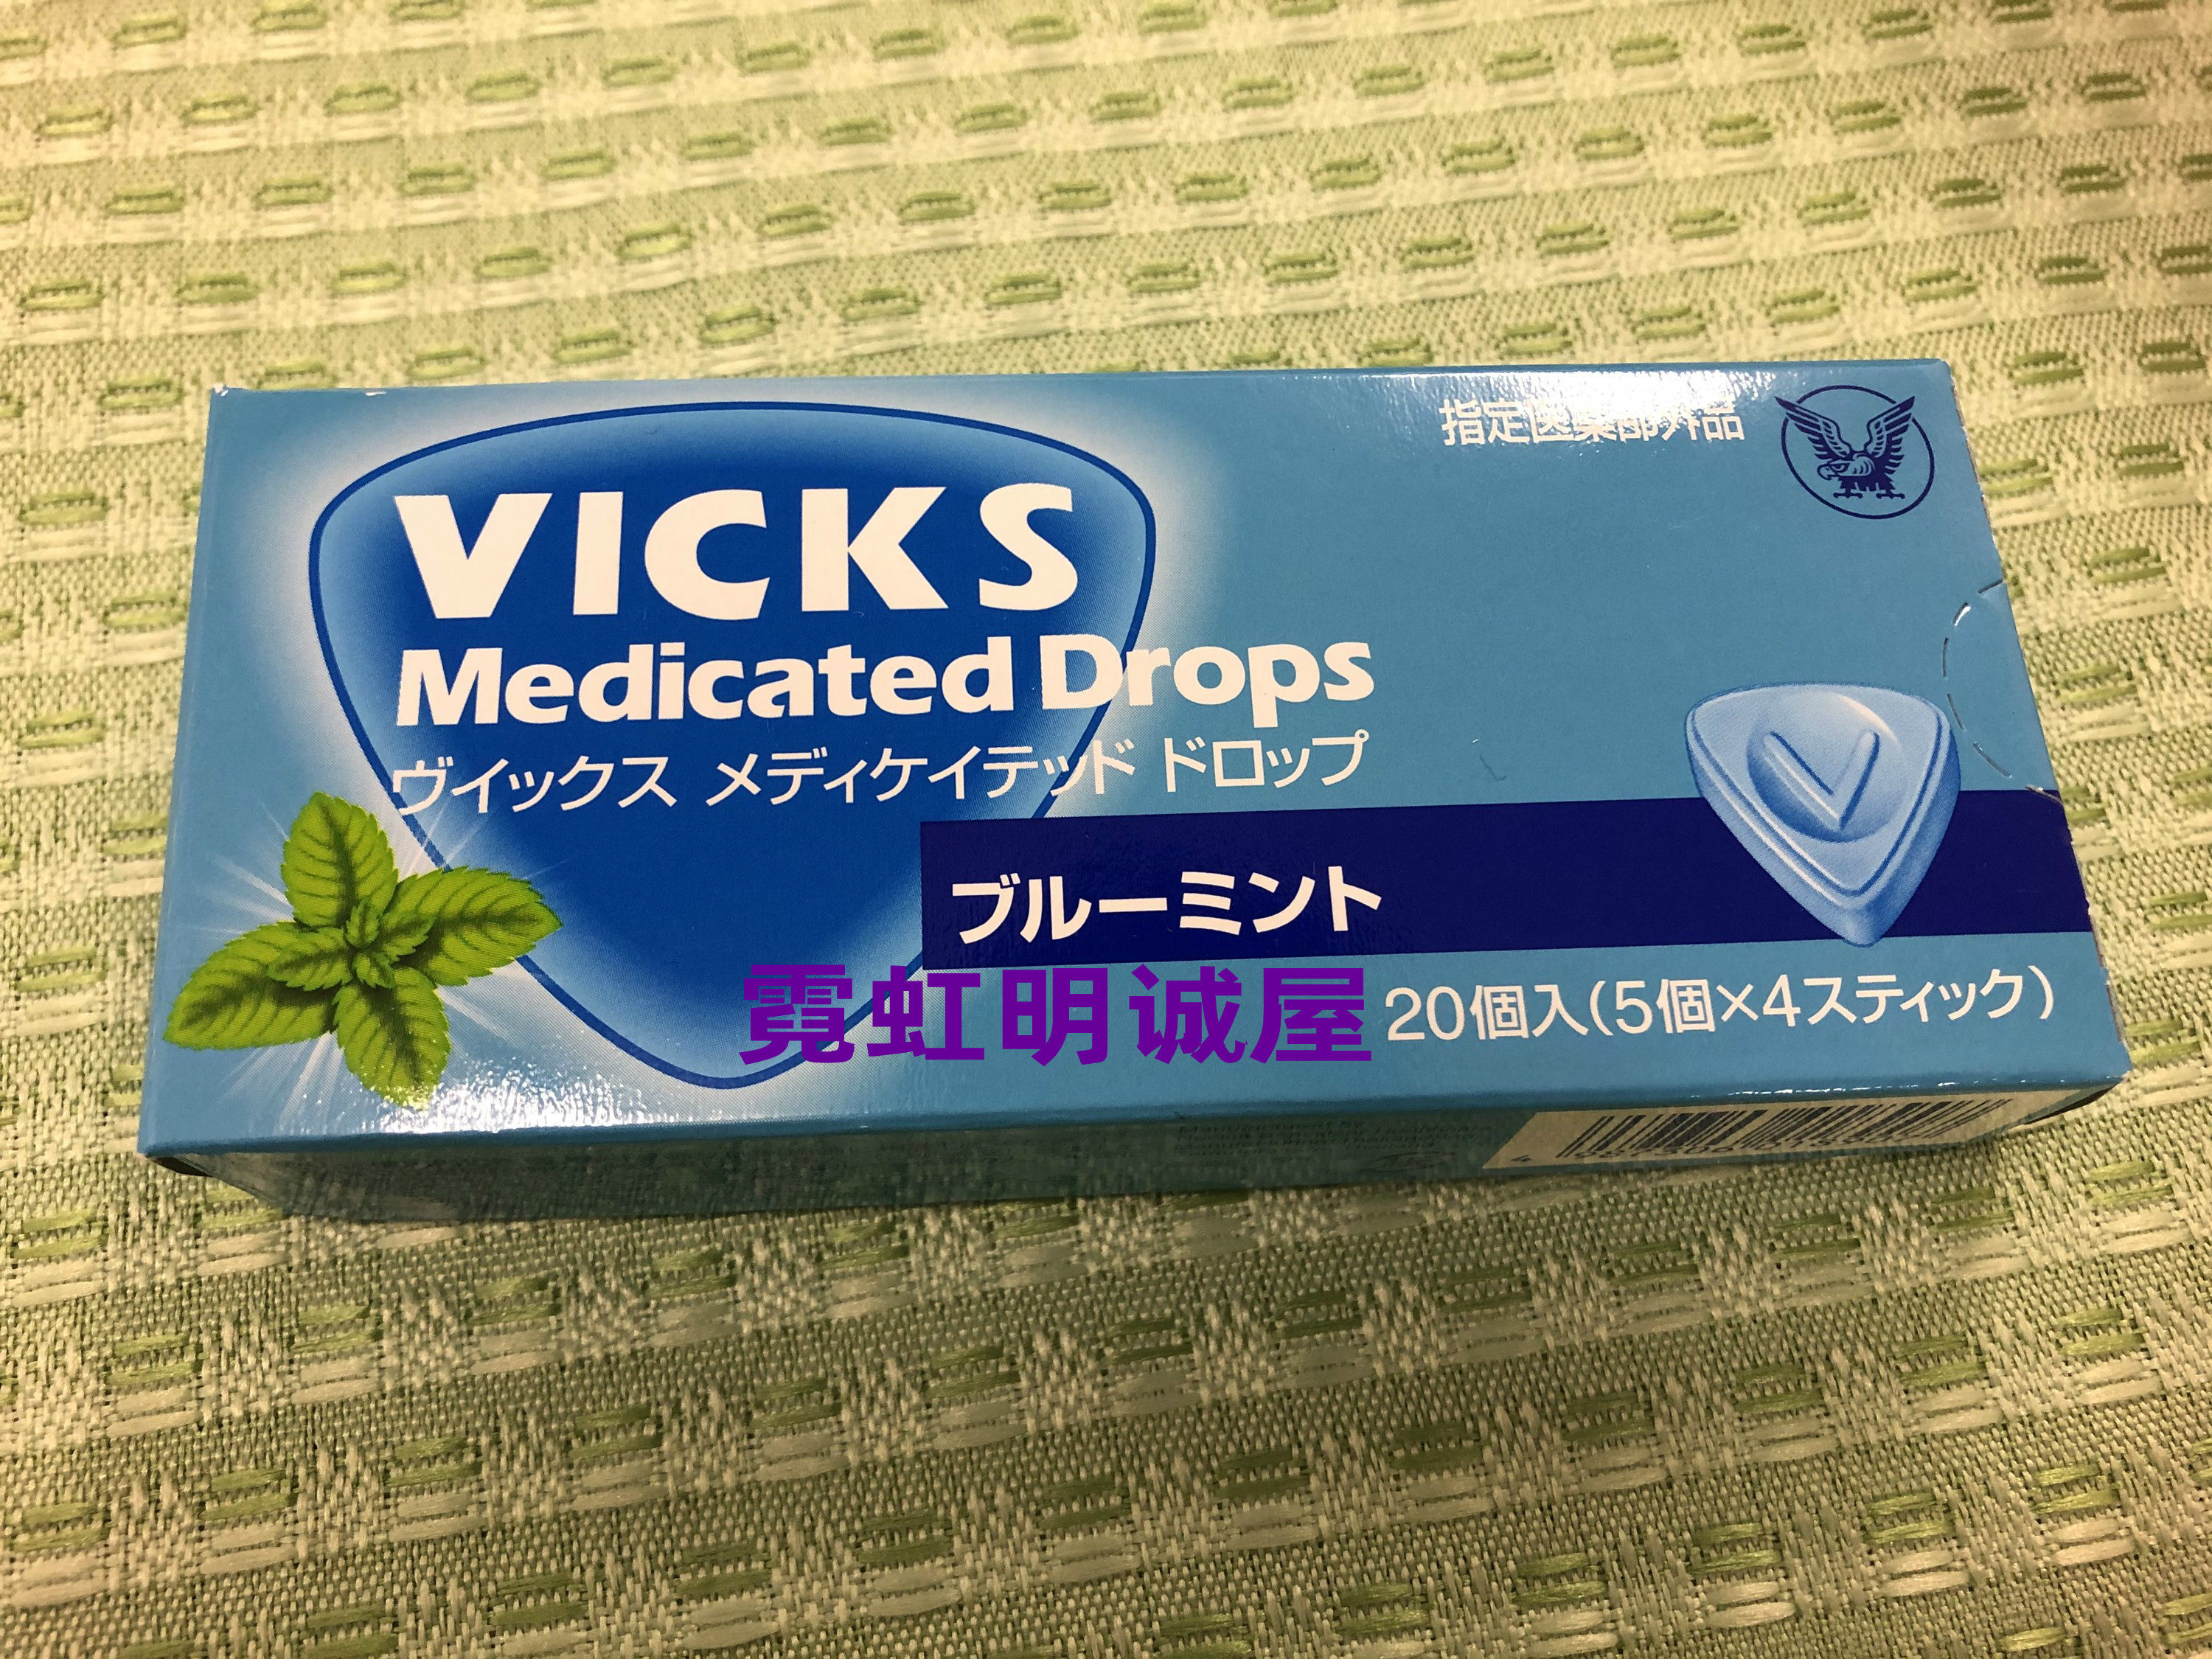 指定医薬部外品
VICKS
Medicated Drops
ヴイックス メディケイテッド ドロップ
ブルーミント
霓虹明诚屋
20個入(5個×4スティック)